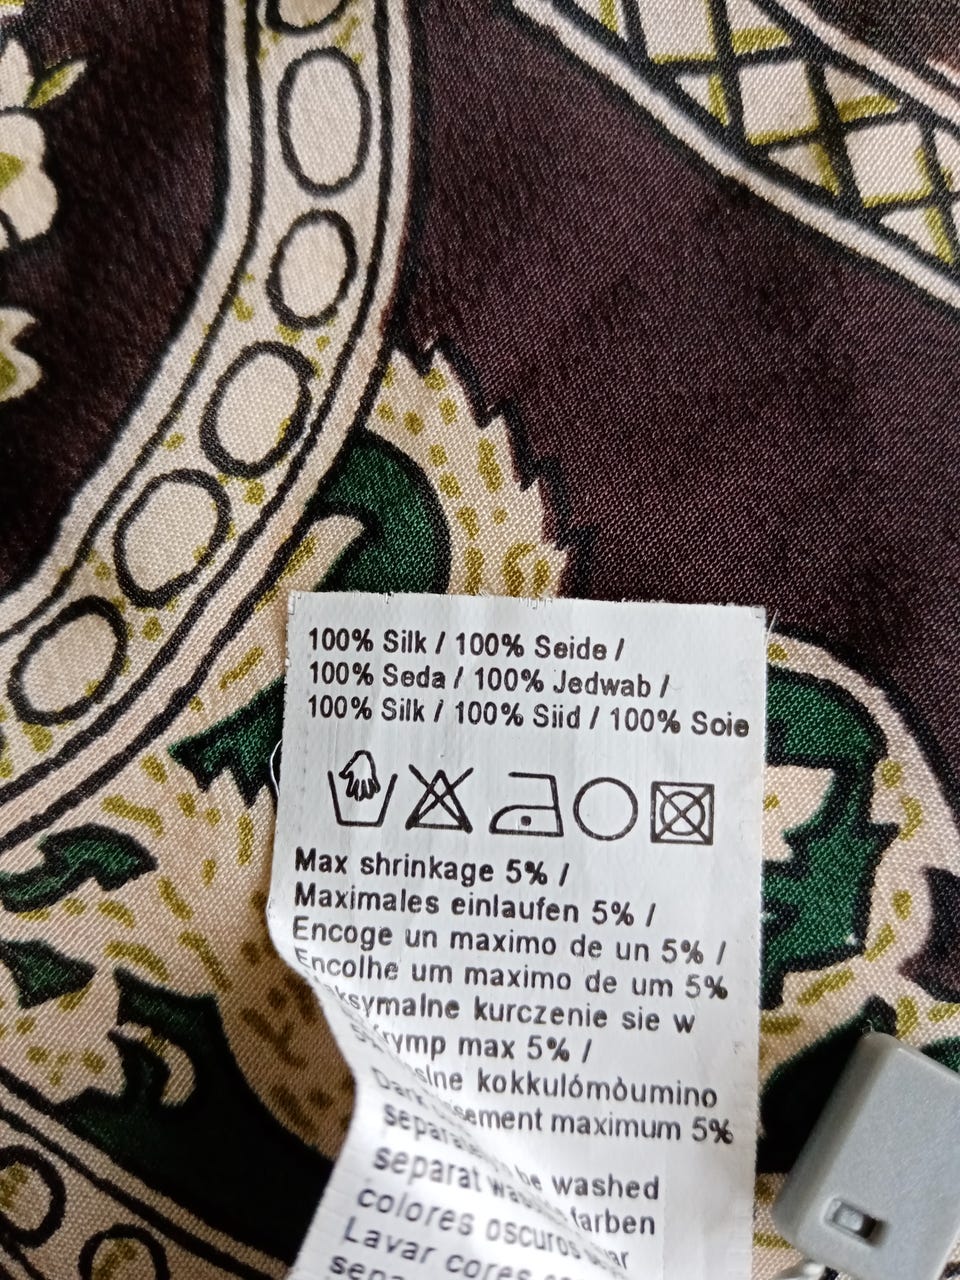 100% Silk / 100% Seide /
100% Seda / 100% Jedwab /
100% Silk / 100% Siid / 100% Soie
Max shrinkage 5% /
Maximales einlaufen 5% /
Encoge un maximo de un 5% /
Encolhe um maximo de um 5%
kurczenie sie w
max 5% /
kokkulómòumino
maximum 5%
be washed
separat farben
colores oscuros
Lavar cores